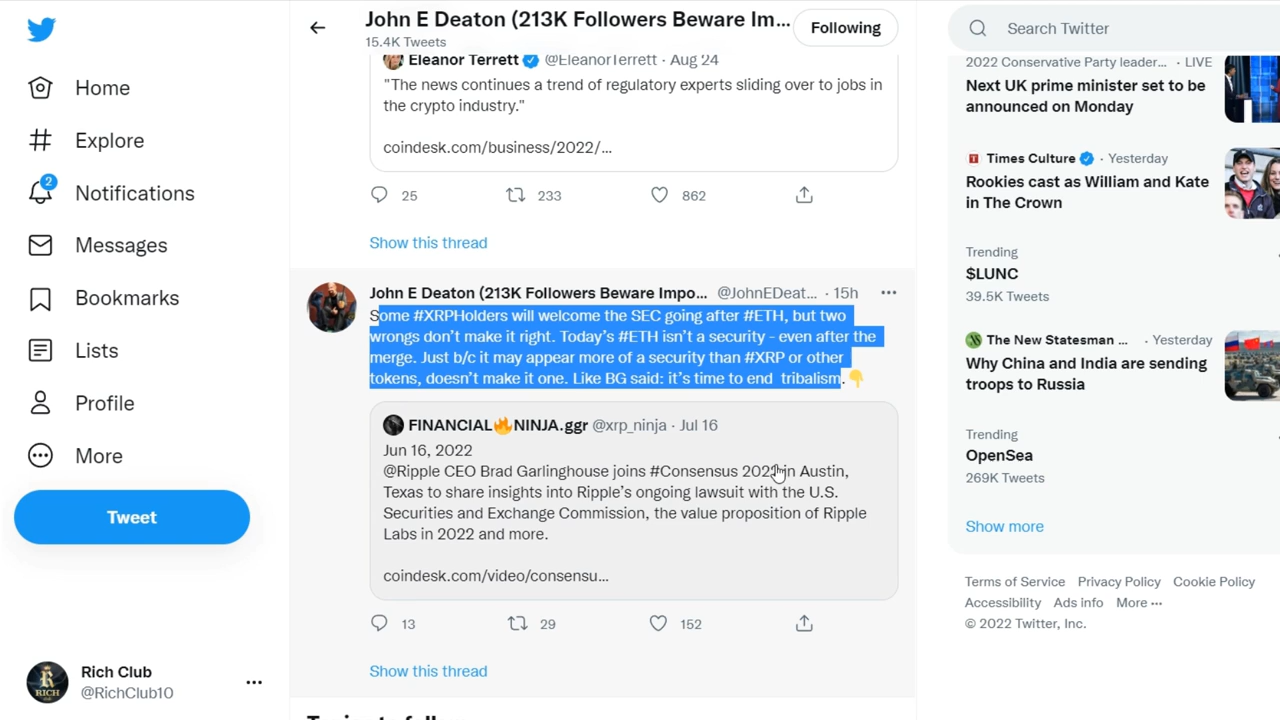 Home
Explore
2
Notifications
Messages
Bookmarks
Lists
Profile
More
Tweet
R
RICH
Rich Club
@RichClub10
John E Deaton (213K Followers Beware Im...
15.4K Tweets
Following
Eleanor Terrett @EleanorTerrett · Aug 24
"The news continues a trend of regulatory experts sliding over to jobs in
the crypto industry."
coindesk.com/business/2022/...
25 233 862
Show this thread
John E Deaton (213K Followers Beware Impo... @JohnEDeat... · 15h
Some #XRPHolders will welcome the SEC going after #ETH, but two
wrongs don't make it right. Today's #ETH isn't a security - even after the
merge. Just b/c it may appear more of a security than #XRP or other
tokens, doesn't make it one. Like BG said: it's time to end tribalism. 👇
FINANCIAL🔥NINJA.ggr @xrp_ninja · Jul 16
Jun 16, 2022
@Ripple CEO Brad Garlinghouse joins #Consensus 2022 in Austin,
Texas to share insights into Ripple's ongoing lawsuit with the U.S.
Securities and Exchange Commission, the value proposition of Ripple
Labs in 2022 and more.
coindesk.com/video/consensu...
13 29 152
Show this thread
Search Twitter
2022 Conservative Party leader... · LIVE
Next UK prime minister set to be
announced on Monday
Times Culture · Yesterday
Rookies cast as William and Kate
in The Crown
Trending
$LUNC
39.5K Tweets
The New Statesman ... · Yesterday
Why China and India are sending
troops to Russia
Trending
OpenSea
269K Tweets
Show more
Terms of Service Privacy Policy Cookie Policy
Accessibility Ads info More ···
© 2022 Twitter, Inc.